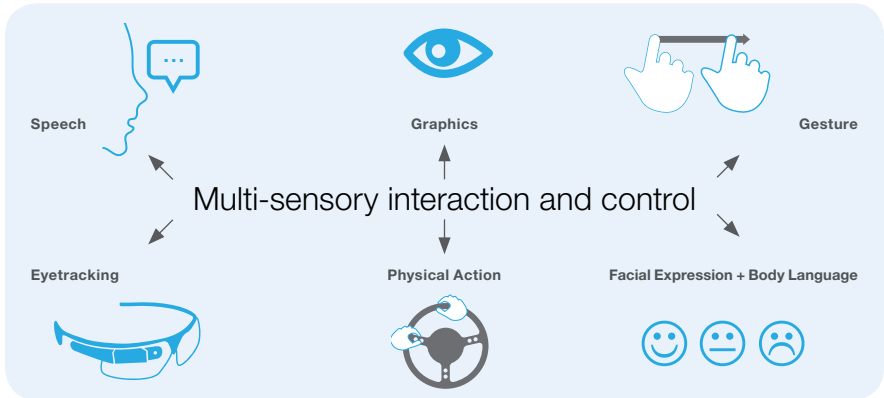 Speech
Graphics
Gesture
Multi-sensory interaction and control
Eyetracking
Physical Action
Facial Expression + Body Language